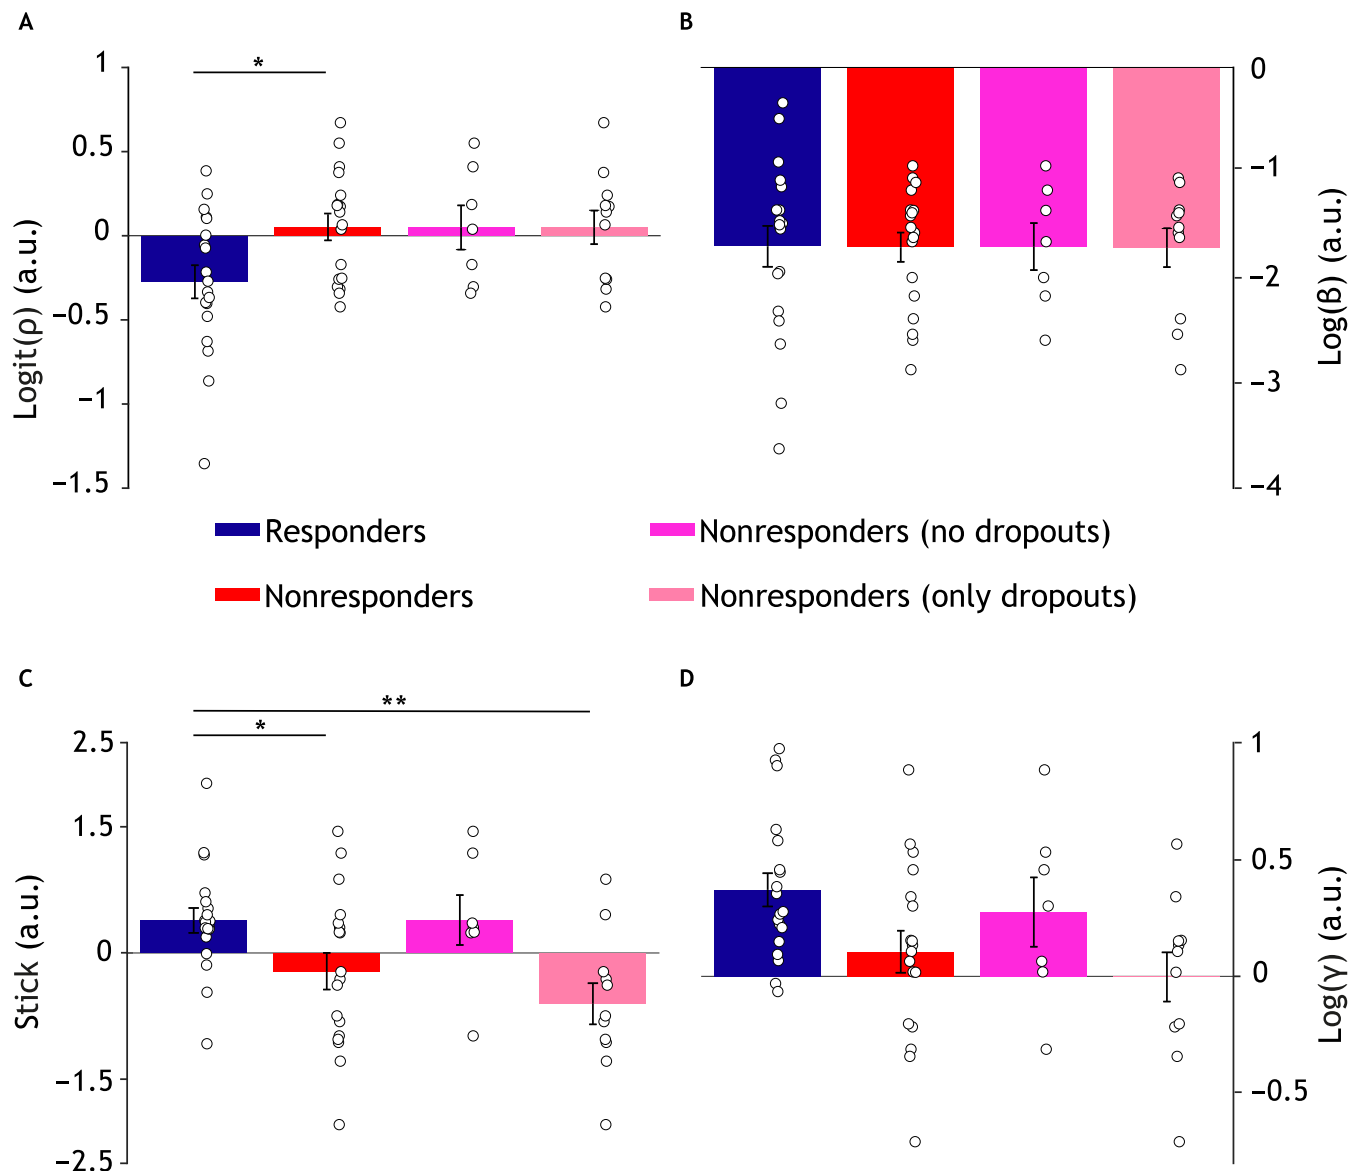 A
B
1
0.5
0
−0.5
−1
−1.5
Logit(ρ) (a.u.)
*
0
−1
−2
−3
−4
Log(ß) (a.u.)
Responders
Nonresponders (no dropouts)
Nonresponders
Nonresponders (only dropouts)
C
D
**
*
2.5
1.5
0
−1.5
−2.5
Stick (a.u.)
1
0.5
0
−0.5
Log(γ) (a.u.)